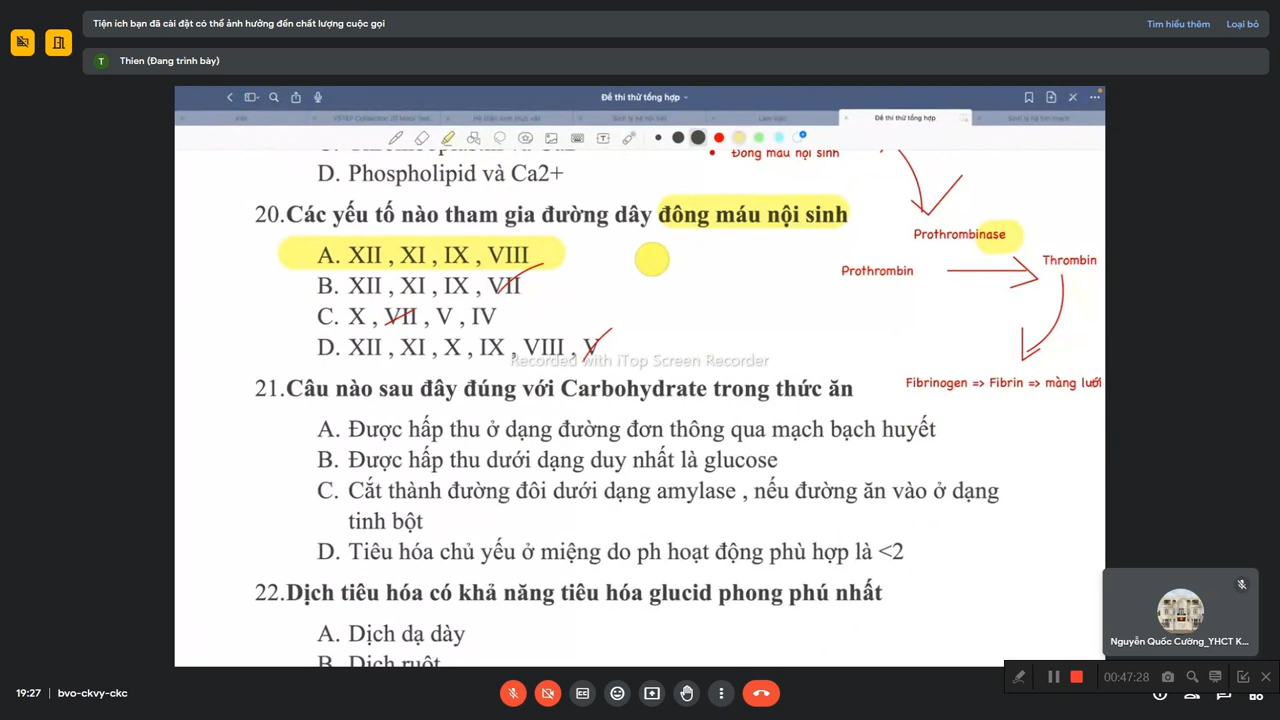 Tiện ích bạn đã cài đặt có thể ảnh hưởng đến chất lượng cuộc gọi
Tìm hiểu thêm
Loại bỏ
T
Thien (Đang trình bày)
Đề thi thử tổng hợp
Đề thi thử tổng hợp
D. Phospholipid và Ca2+
Đông máu nội sinh
20.Các yếu tố nào tham gia đường dây đông máu nội sinh
A. XII , XI , IX , VIII
B. XII , XI , IX , VII
C. X , VII , V , IV
D. XII , XI , X , IX , VIII , V
Prothrombinase
Prothrombin
Thrombin
Fibrinogen => Fibrin => màng lưới
Recorded with iTop Screen Recorder
21.Câu nào sau đây đúng với Carbohydrate trong thức ăn
A. Được hấp thu ở dạng đường đơn thông qua mạch bạch huyết
B. Được hấp thu dưới dạng duy nhất là glucose
C. Cắt thành đường đôi dưới dạng amylase , nếu đường ăn vào ở dạng
tinh bột
D. Tiêu hóa chủ yếu ở miệng do ph hoạt động phù hợp là <2
22.Dịch tiêu hóa có khả năng tiêu hóa glucid phong phú nhất
A. Dịch dạ dày
B. Dịch ruột
Nguyễn Quốc Cường_YHCT K...
19:27
bvo-ckvy-ckc
00:47:28